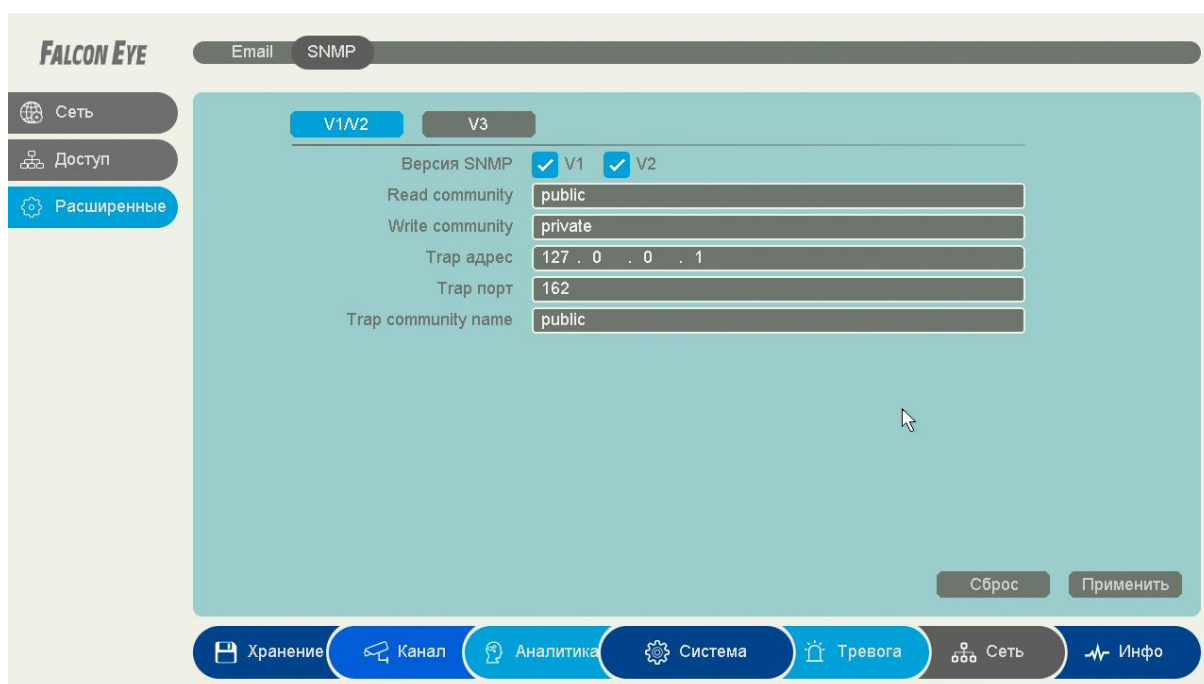 FALCON EYE
Email SNMP
Сеть
Доступ
Расширенные
V1/V2 V3
Версия SNMP V1 V2
Read community public
Write community private
Trap адрес 127 . 0 . 0 . 1
Trap порт 162
Trap community name public
Сброс Применить
Хранение Канал Аналитика Система Тревога Сеть Инфо